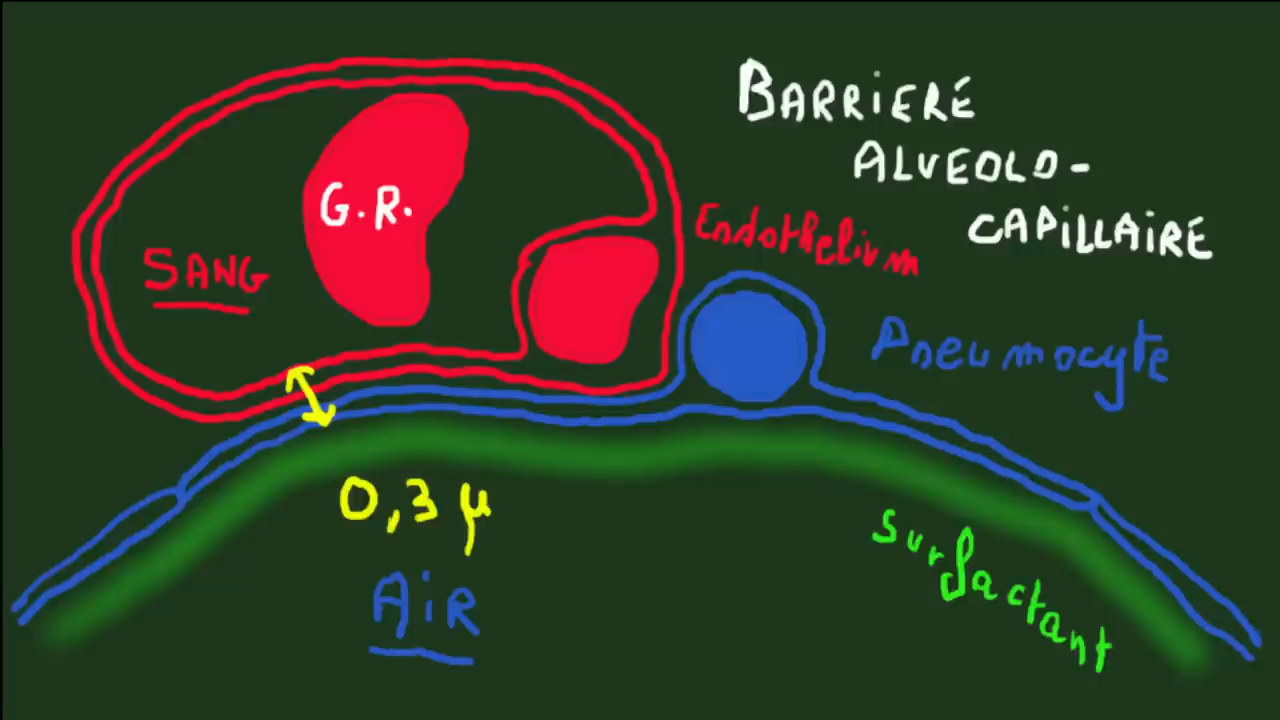 BARRIERE
ALVEOLO-
CAPILLAIRE
G.R.
SANG
Endothelium
Pneumocyte
0,3 µ
AiR
Surfactant